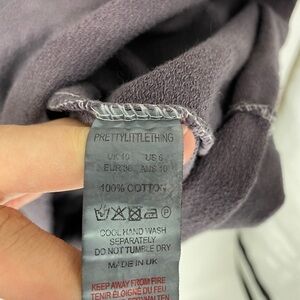 PRETTYLITTLETHING
UK 10 US 6
EUR 38 AUS 10
100% COTTON
COOL HAND WASH
SEPARATELY
DO NOT TUMBLE DRY
MADE IN UK
KEEP AWAY FROM FIRE
TENIR ÉLOIGNÉ DU FEU